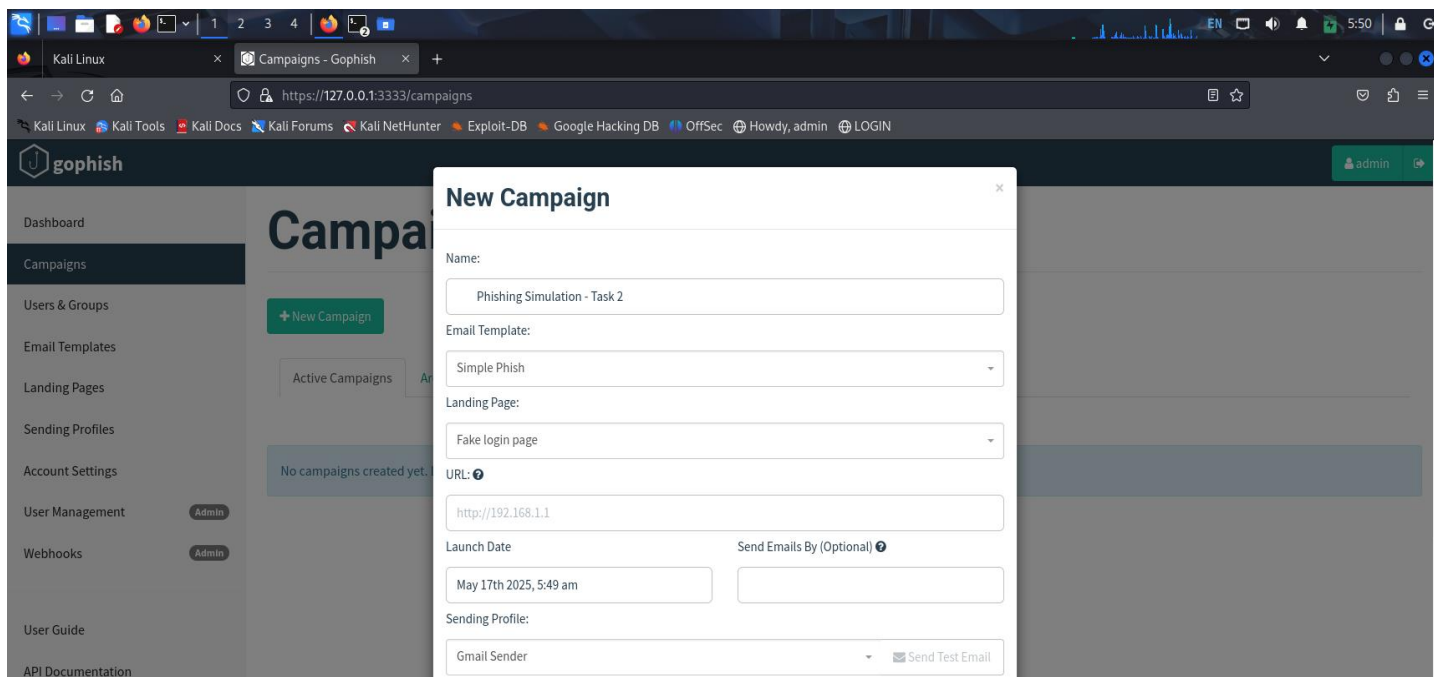 1 2 3 4 2 EN 5:50
Kali Linux × Campaigns - Gophish × +
https://127.0.0.1:3333/campaigns
Kali Linux Kali Tools Kali Docs Kali Forums Kali NetHunter Exploit-DB Google Hacking DB OffSec Howdy, admin LOGIN
gophish admin
Dashboard
Campaigns
Users & Groups
Email Templates
Landing Pages
Sending Profiles
Account Settings
User Management Admin
Webhooks Admin
User Guide
API Documentation
Campai
+ New Campaign
Active Campaigns Ar
No campaigns created yet.
New Campaign ×
Name:
Phishing Simulation - Task 2
Email Template:
Simple Phish
Landing Page:
Fake login page
URL: ?
http://192.168.1.1
Launch Date Send Emails By (Optional) ?
May 17th 2025, 5:49 am
Sending Profile:
Gmail Sender Send Test Email